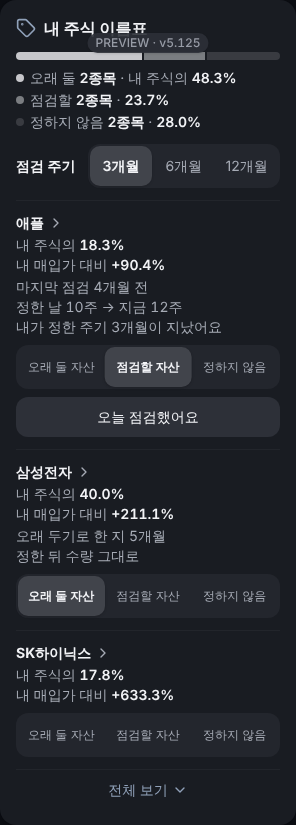 내 주식 이름표
PREVIEW · v5.125
오래 둘 2종목 · 내 주식의 48.3%
점검할 2종목 · 23.7%
정하지 않음 2종목 · 28.0%
점검 주기 3개월 6개월 12개월
애플
내 주식의 18.3%
내 매입가 대비 +90.4%
마지막 점검 4개월 전
정한 날 10주 → 지금 12주
내가 정한 주기 3개월이 지났어요
오래 둘 자산 점검할 자산 정하지 않음
오늘 점검했어요
삼성전자
내 주식의 40.0%
내 매입가 대비 +211.1%
오래 두기로 한 지 5개월
정한 뒤 수량 그대로
오래 둘 자산 점검할 자산 정하지 않음
SK하이닉스
내 주식의 17.8%
내 매입가 대비 +633.3%
오래 둘 자산 점검할 자산 정하지 않음
전체 보기